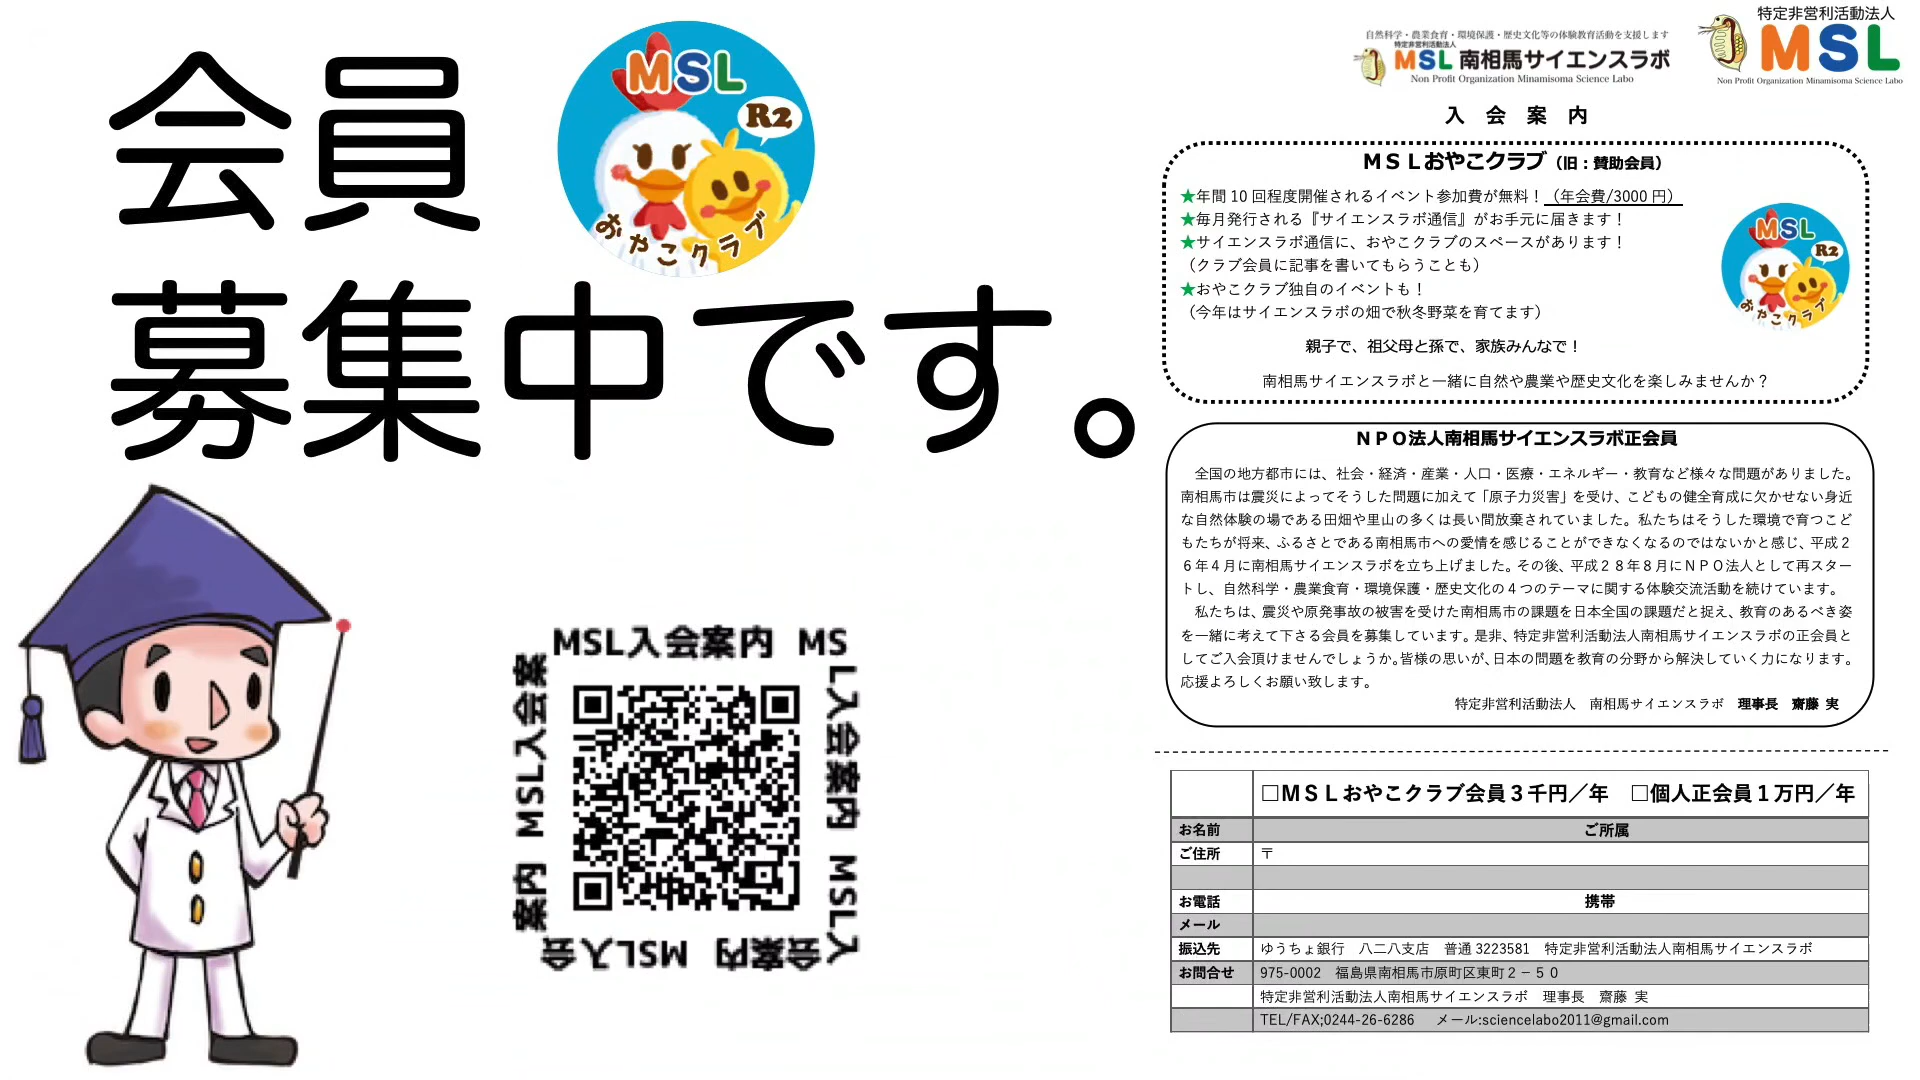 会員
募集中です。
MSL
R2
おやこクラブ
MSL入会案内 MS
L入会案内 MSL入
会案内 MSL入会
案内 MSL入会案
自然科学・農業食育・環境保護・歴史文化等の体験教育活動を支援します
特定非営利活動法人
MSL 南相馬サイエンスラボ
Non Profit Organization Minamisoma Science Labo
特定非営利活動法人
MSL
Non Profit Organization Minamisoma Science Labo
入 会 案 内
ＭＳＬおやこクラブ（旧：賛助会員）
★年間 10 回程度開催されるイベント参加費が無料！（年会費/3000 円）
★毎月発行される『サイエンスラボ通信』がお手元に届きます！
★サイエンスラボ通信に、おやこクラブのスペースがあります！
（クラブ会員に記事を書いてもらうことも）
★おやこクラブ独自のイベントも！
（今年はサイエンスラボの畑で秋冬野菜を育てます）
MSL
R2
おやこクラブ
親子で、祖父母と孫で、家族みんなで！
南相馬サイエンスラボと一緒に自然や農業や歴史文化を楽しみませんか？
ＮＰＯ法人南相馬サイエンスラボ正会員
全国の地方都市には、社会・経済・産業・人口・医療・エネルギー・教育など様々な問題がありました。
南相馬市は震災によってそうした問題に加えて「原子力災害」を受け、こどもの健全育成に欠かせない身近
な自然体験の場である田畑や里山の多くは長い間放棄されていました。私たちはそうした環境で育つこど
もたちが将来、ふるさとである南相馬市への愛情を感じることができなくなるのではないかと感じ、平成２
６年４月に南相馬サイエンスラボを立ち上げました。その後、平成２８年８月にＮＰＯ法人として再スター
トし、自然科学・農業食育・環境保護・歴史文化の４つのテーマに関する体験交流活動を続けています。
私たちは、震災や原発事故の被害を受けた南相馬市の課題を日本全国の課題だと捉え、教育のあるべき姿
を一緒に考えて下さる会員を募集しています。是非、特定非営利活動法人南相馬サイエンスラボの正会員と
してご入会頂けませんでしょうか。皆様の思いが、日本の問題を教育の分野から解決していく力になります。
応援よろしくお願い致します。
特定非営利活動法人　南相馬サイエンスラボ　理事長　齋藤 実
□ＭＳＬおやこクラブ会員３千円／年　□個人正会員１万円／年
お名前 ご所属
ご住所 〒
お電話 携帯
メール
振込先 ゆうちょ銀行　八二八支店　普通 3223581　特定非営利活動法人南相馬サイエンスラボ
お問合せ 975-0002　福島県南相馬市原町区東町２－５０
特定非営利活動法人南相馬サイエンスラボ　理事長　齋藤 実
TEL/FAX;0244-26-6286　メール:sciencelabo2011@gmail.com